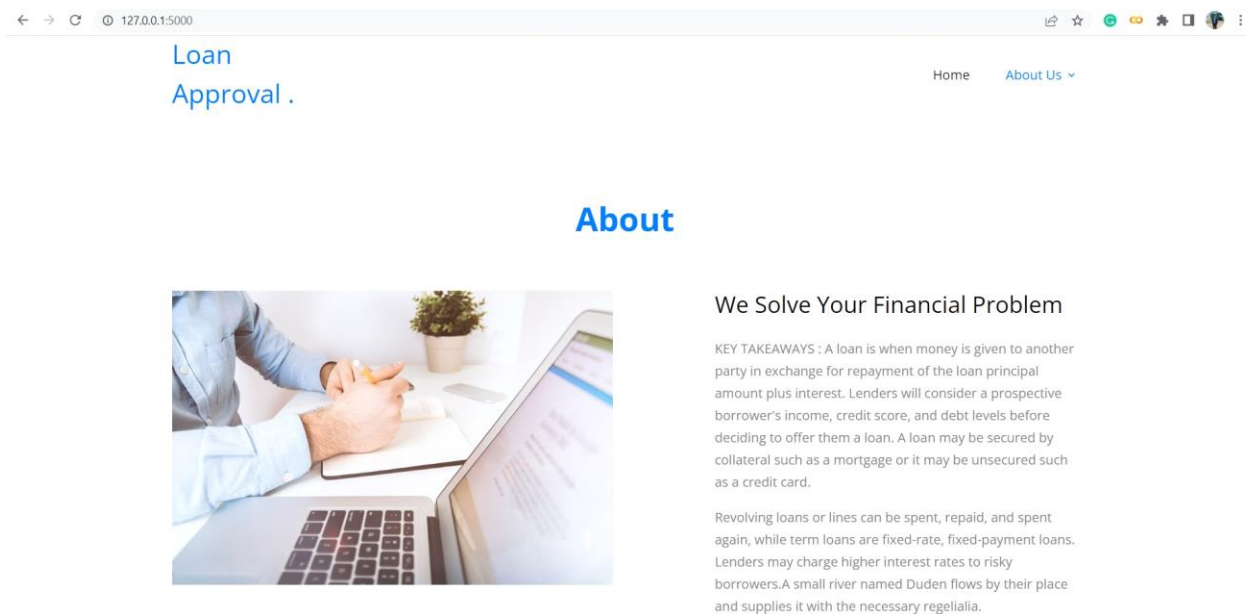 127.0.0.1:5000
Loan
Approval .
Home
About Us
About
We Solve Your Financial Problem
KEY TAKEAWAYS : A loan is when money is given to another
party in exchange for repayment of the loan principal
amount plus interest. Lenders will consider a prospective
borrower's income, credit score, and debt levels before
deciding to offer them a loan. A loan may be secured by
collateral such as a mortgage or it may be unsecured such
as a credit card.
Revolving loans or lines can be spent, repaid, and spent
again, while term loans are fixed-rate, fixed-payment loans.
Lenders may charge higher interest rates to risky
borrowers.A small river named Duden flows by their place
and supplies it with the necessary regelialia.